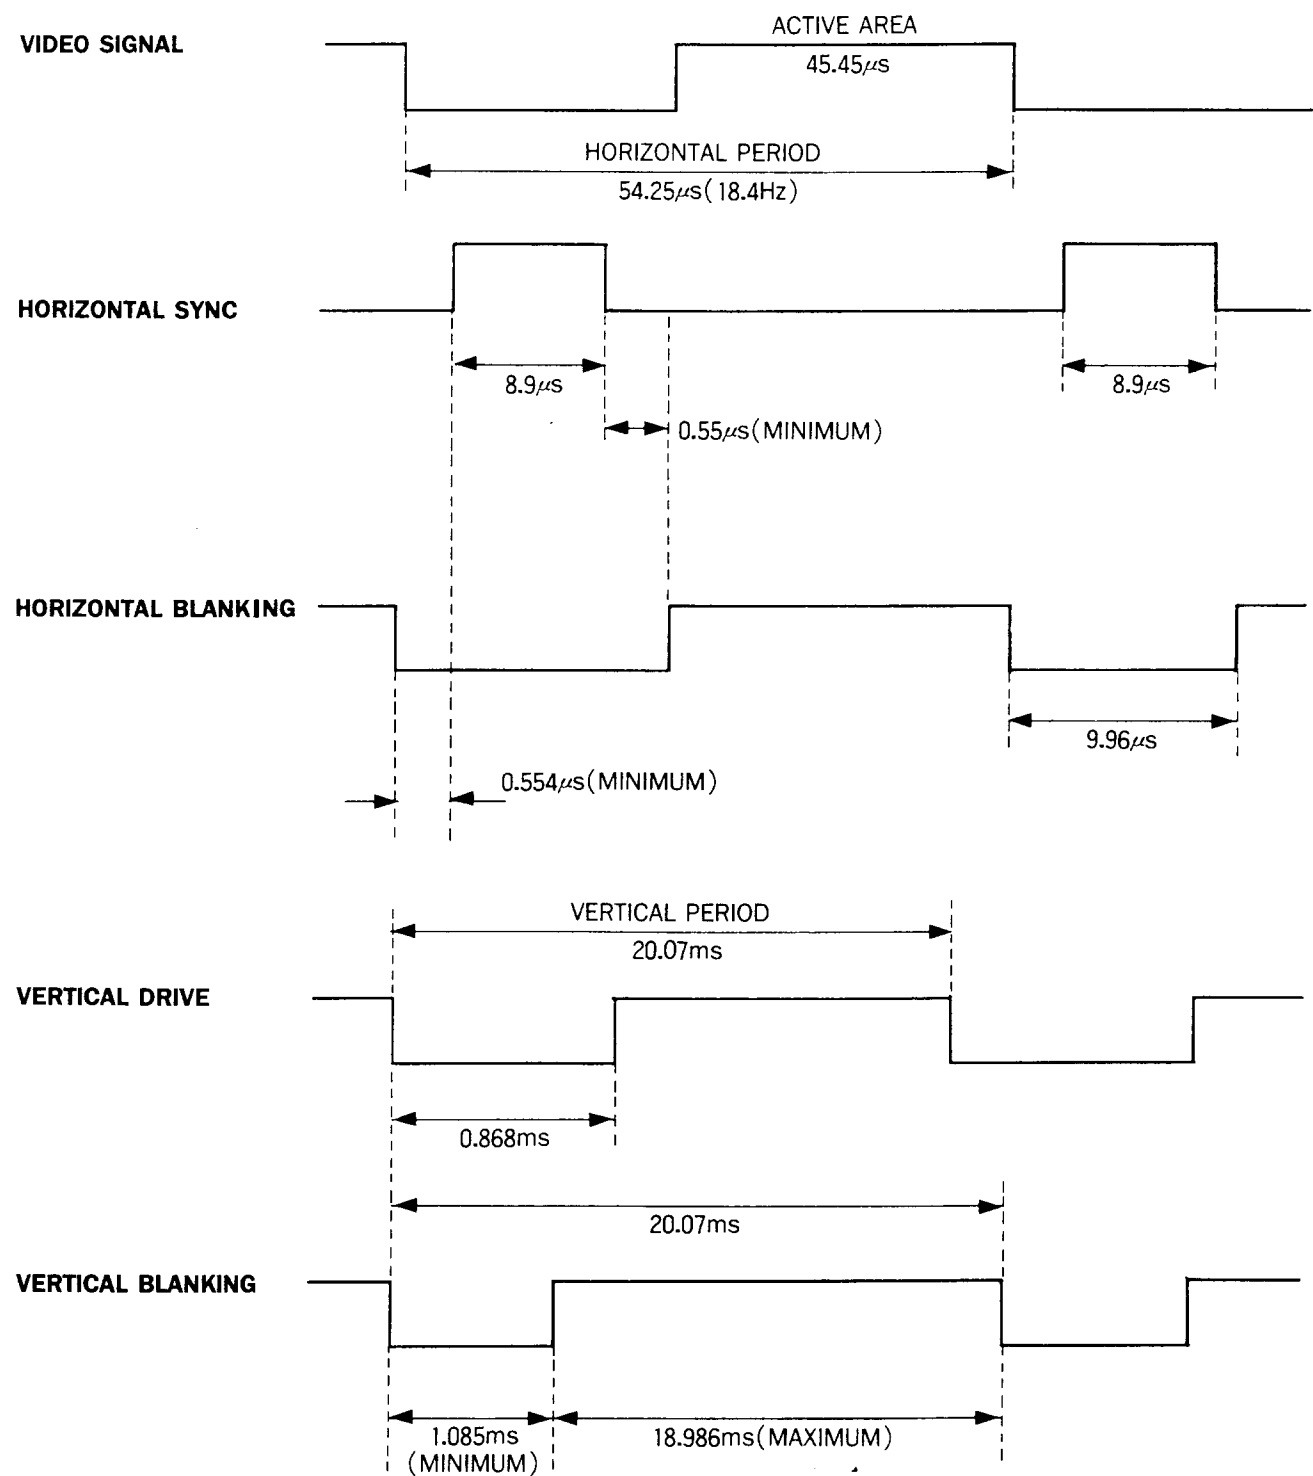 VIDEO SIGNAL
ACTIVE AREA
45.45μs
HORIZONTAL PERIOD
54.25μs(18.4Hz)
HORIZONTAL SYNC
8.9μs
8.9μs
0.55μs(MINIMUM)
HORIZONTAL BLANKING
9.96μs
0.554μs(MINIMUM)
VERTICAL PERIOD
20.07ms
VERTICAL DRIVE
0.868ms
20.07ms
VERTICAL BLANKING
1.085ms
(MINIMUM)
18.986ms(MAXIMUM)